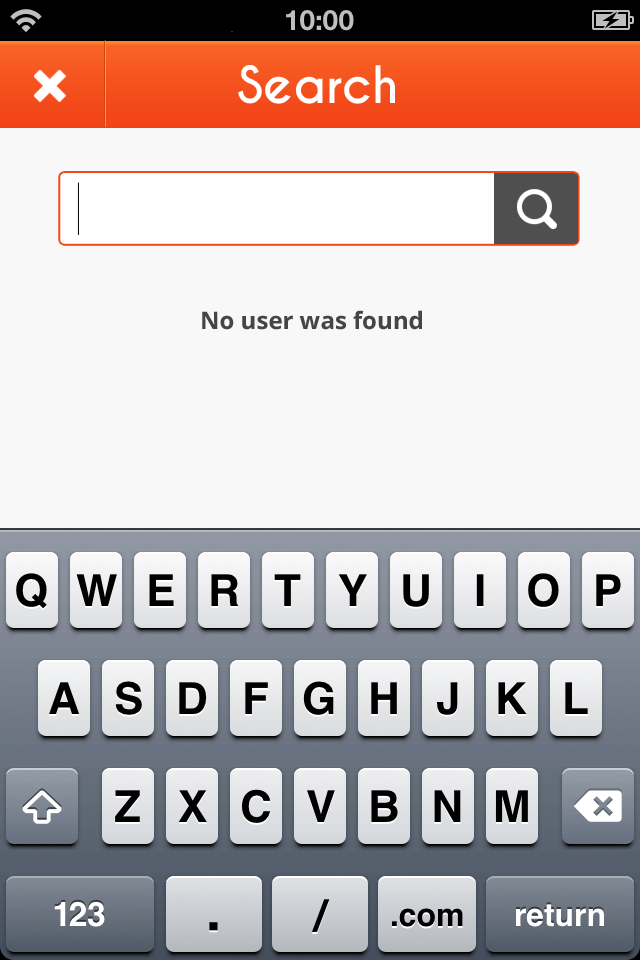 10:00
Search
No user was found
Q W E R T Y U I O P
A S D F G H J K L
Z X C V B N M
123 . / .com return